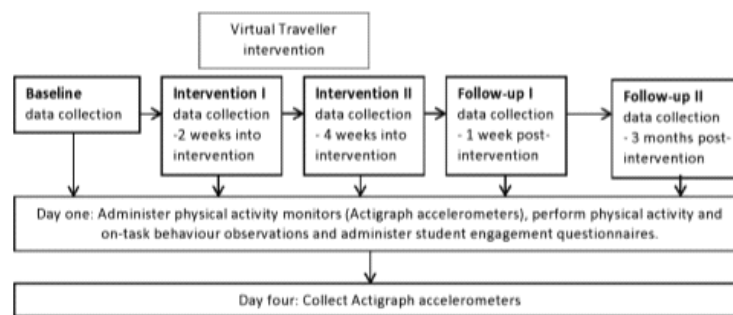 Virtual Traveller
intervention
Baseline
data collection
Intervention I
data collection
-2 weeks into
intervention
Intervention II
data collection
- 4 weeks into
intervention
Follow-up I
data collection
- 1 week post-
intervention
Follow-up II
data collection
- 3 months post-
intervention
Day one: Administer physical activity monitors (Actigraph accelerometers), perform physical activity and
on-task behaviour observations and administer student engagement questionnaires.
Day four: Collect Actigraph accelerometers